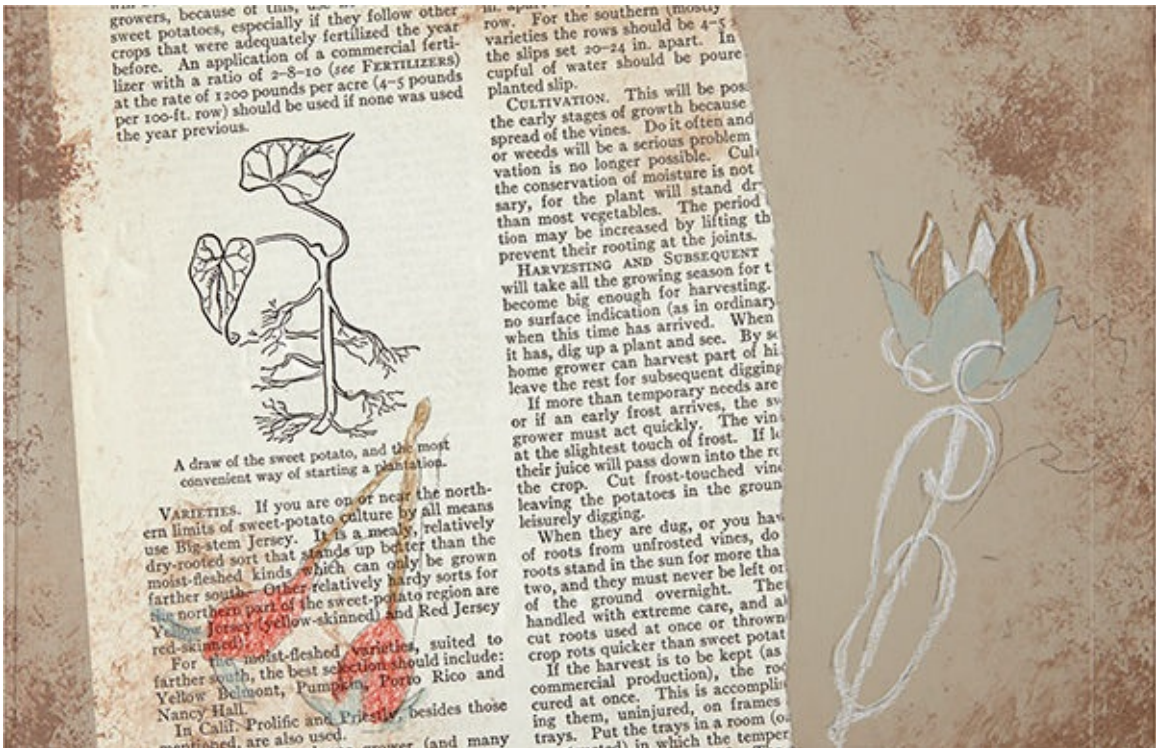 growers, because of this, use
sweet potatoes, especially if they follow other
crops that were adequately fertilized the year
before. An application of a commercial ferti-
lizer with a ratio of 2-8-10 (see FERTILIZERS)
at the rate of 1200 pounds per acre (4-5 pounds
per 100-ft. row) should be used if none was used
the year previous.
A draw of the sweet potato, and the most
convenient way of starting a plantation.
VARIETIES. If you are on or near the north-
ern limits of sweet-potato culture by all means
use Big-stem Jersey. It is a mealy, relatively
dry-rooted sort that stands up better than the
moist-fleshed kinds which can only be grown
farther south. Other relatively hardy sorts for
the northern part of the sweet-potato region are
Yellow Jersey (yellow-skinned) and Red Jersey
red-skinned).
For the moist-fleshed varieties, suited to
farther south, the best selection should include:
Yellow Belmont, Pumpkin, Porto Rico and
Nancy Hall.
In Calif. Prolific and Priestly, besides those
mentioned, are also used.
grower (and many
in. apart
row. For the southern (mostly
varieties the rows should be 4-5
the slips set 20-24 in. apart. In
cupful of water should be poure
planted slip.
CULTIVATION. This will be pos
the early stages of growth because
spread of the vines. Do it often and
or weeds will be a serious problem
vation is no longer possible. Cul
the conservation of moisture is not
sary, for the plant will stand dr
than most vegetables. The period
tion may be increased by lifting th
prevent their rooting at the joints.
HARVESTING AND SUBSEQUENT
will take all the growing season for t
become big enough for harvesting.
no surface indication (as in ordinary
when this time has arrived. When
it has, dig up a plant and see. By so
home grower can harvest part of hi
leave the rest for subsequent digging
If more than temporary needs are
or if an early frost arrives, the sw
grower must act quickly. The vin
at the slightest touch of frost. If le
their juice will pass down into the ro
the crop. Cut frost-touched vine
leaving the potatoes in the groun
leisurely digging.
When they are dug, or you hav
of roots from unfrosted vines, do
roots stand in the sun for more tha
two, and they must never be left or
of the ground overnight. The
handled with extreme care, and a
cut roots used at once or thrown
crop rots quicker than sweet potat
If the harvest is to be kept (as
commercial production), the roo
cured at once. This is accomplis
ing them, uninjured, on frames
trays. Put the trays in a room (o
in which the temper